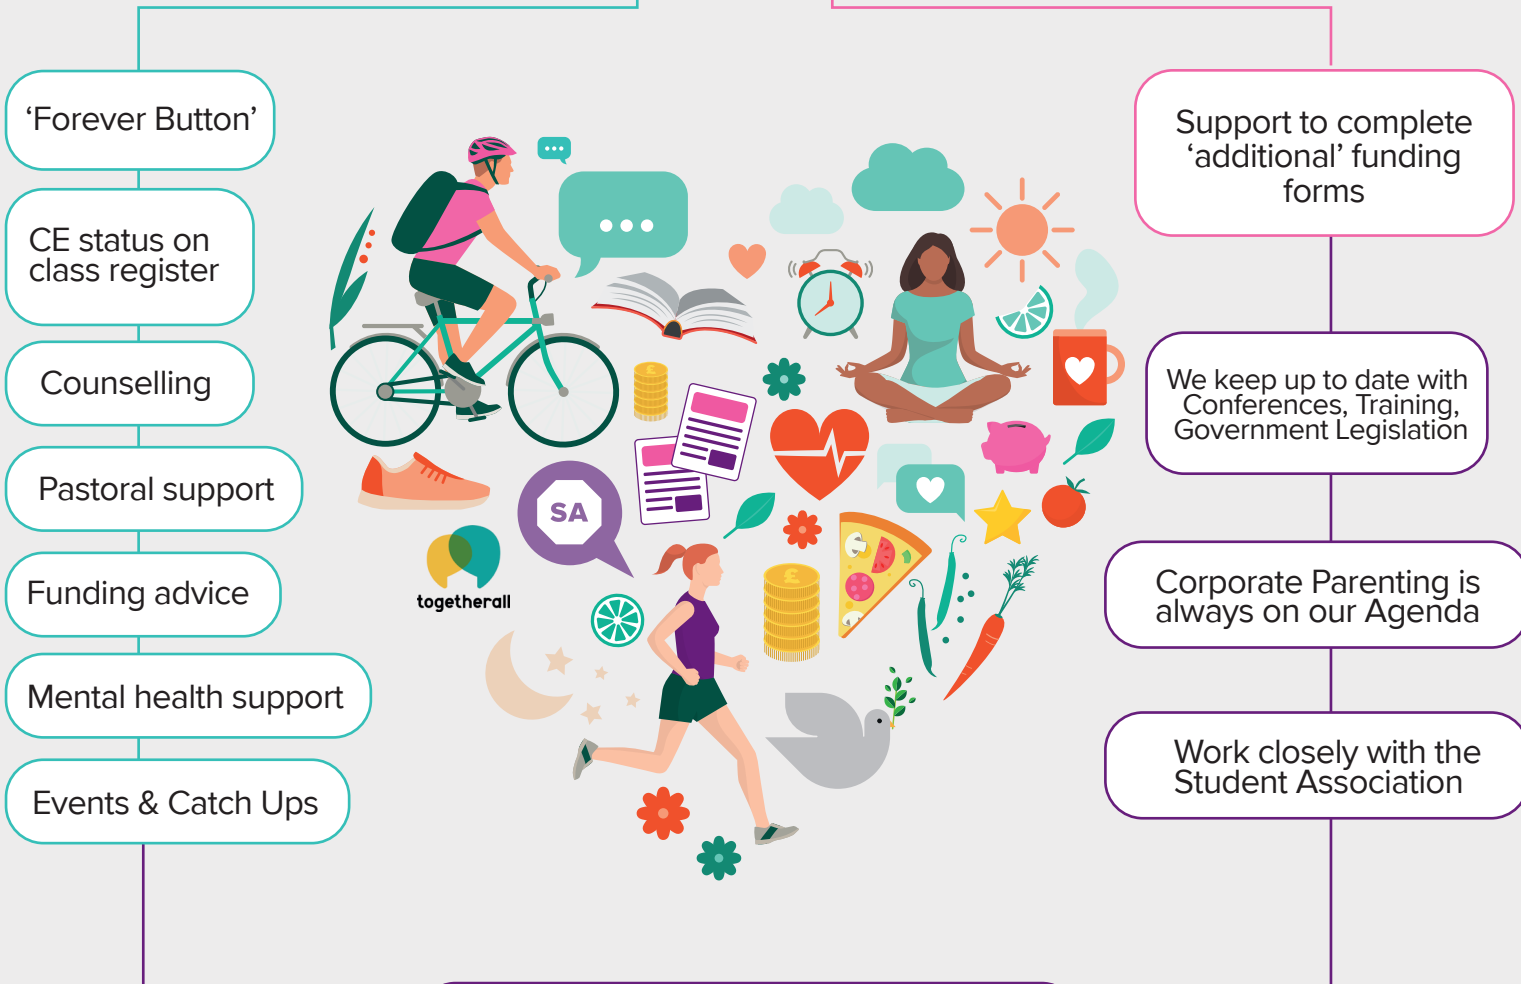 ‘Forever Button’
CE status on
class register
Counselling
Pastoral support
Funding advice
Mental health support
Events & Catch Ups
SA
togetherall
£
£
Support to complete
‘additional’ funding
forms
We keep up to date with
Conferences, Training,
Government Legislation
Corporate Parenting is
always on our Agenda
Work closely with the
Student Association